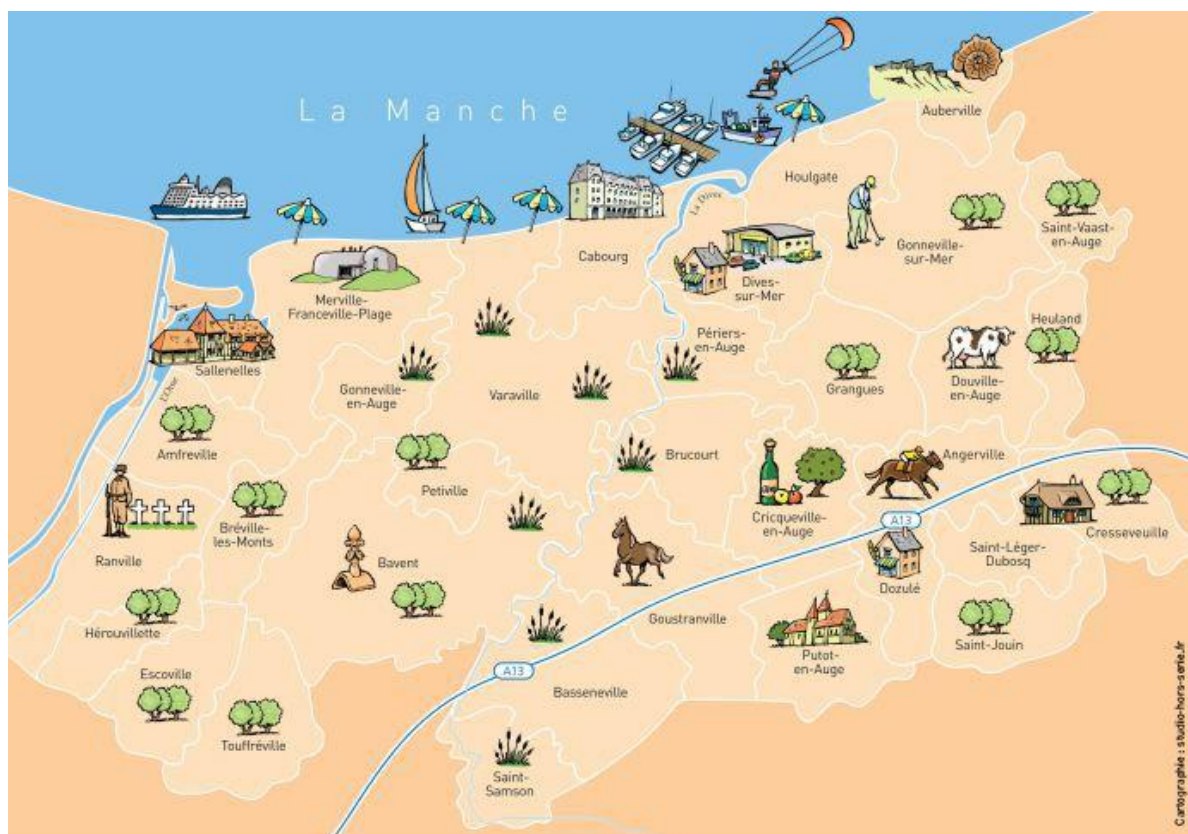 La Manche
Auberville
Houlgate
La Dives
Saint-Vaast-
en-Auge
Gonneville-
sur-Mer
Cabourg
Dives-
sur-Mer
Merville-
Franceville-Plage
Heuland
Périers-
en-Auge
Sallenelles
L'Orne
Gonneville-
en-Auge
Varaville
Grangues
Douville-
en-Auge
Amfreville
Brucourt
Angerville
Petiville
Cricqueville-
en-Auge
A13
Bréville-
les-Monts
Ranville
Cresseveuille
Saint-Léger-
Dubosq
Bavent
Dozulé
Goustranville
Hérouvillette
Saint-Jouin
Putot-
en-Auge
Escoville
A13
Basseneville
Touffréville
Saint-
Samson
Cartographie : studio-hors-serie.fr